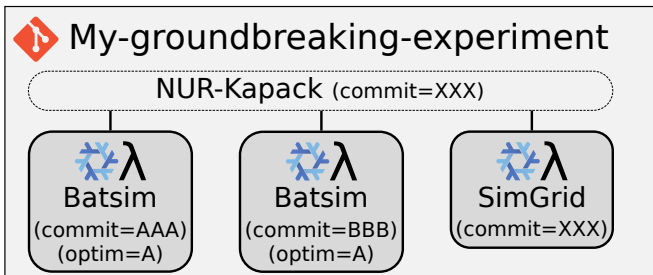 My-groundbreaking-experiment
NUR-Kapack (commit=XXX)
λ
Batsim
(commit=AAA)
(optim=A)
λ
Batsim
(commit=BBB)
(optim=A)
λ
SimGrid
(commit=XXX)